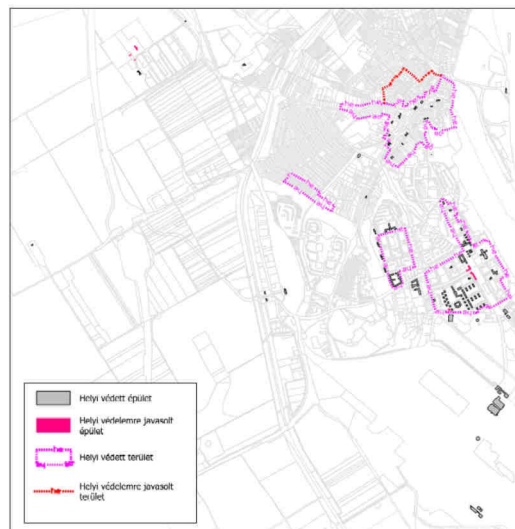 Helyi védett épület
Helyi védelemre javasolt
épület
Helyi védett terület
Helyi védelemre javasolt
terület